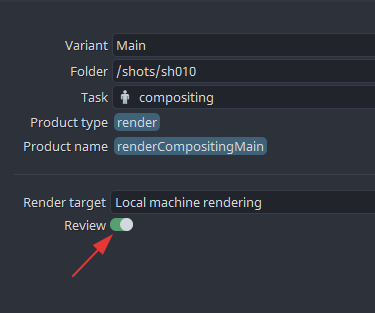 Variant Main
Folder /shots/sh010
Task compositing
Product type render
Product name renderCompositingMain
Render target Local machine rendering
Review